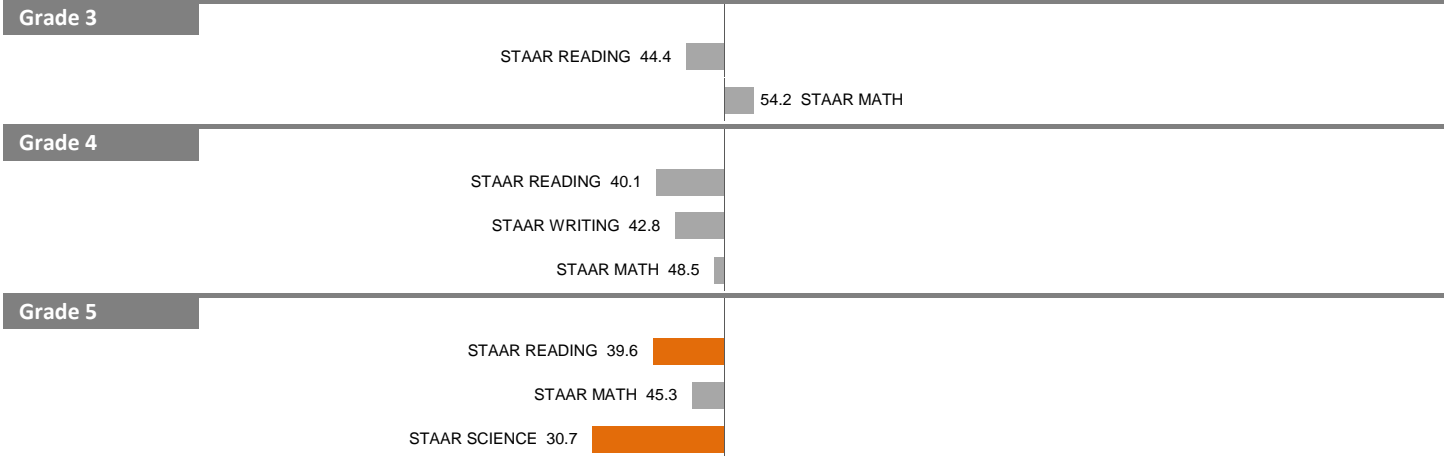 Grade 3
STAAR READING 44.4
54.2 STAAR MATH
Grade 4
STAAR READING 40.1
STAAR WRITING 42.8
STAAR MATH 48.5
Grade 5
STAAR READING 39.6
STAAR MATH 45.3
STAAR SCIENCE 30.7